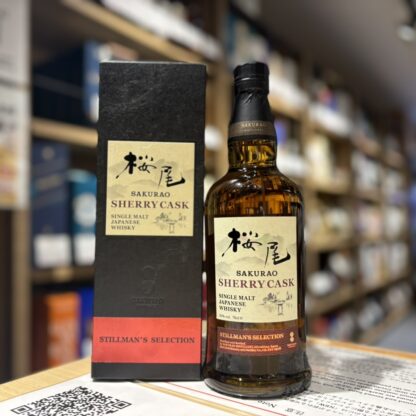 桜尾
SAKURAO
SHERRY CASK
SINGLE MALT
JAPANESE
WHISKY
STILLMAN'S SELECTION
SAKURAO
桜尾
SAKURAO
SHERRY CASK
SINGLE MALT
JAPANESE
WHISKY
STILLMAN'S SELECTION